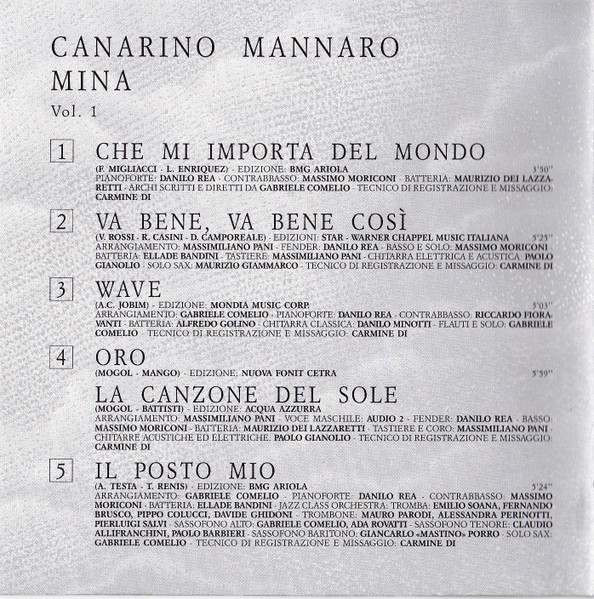 CANARINO MANNARO
MINA
Vol. 1
1 CHE MI IMPORTA DEL MONDO
(F. MIGLIACCI - L. ENRIQUEZ) - EDIZIONE: BMG ARIOLA 3'50"
PIANOFORTE: DANILO REA - CONTRABBASSO: MASSIMO MORICONI - BATTERIA: MAURIZIO DEI LAZZA-
RETTI - ARCHI SCRITTI E DIRETTI DA GABRIELE COMELIO - TECNICO DI REGISTRAZIONE E MISSAGGIO:
CARMINE DI
2 VA BENE, VA BENE COSÌ
(V. ROSSI - R. CASINI - D. CAMPOREALE) - EDIZIONI: STAR - WARNER CHAPPEL MUSIC ITALIANA 5'25"
ARRANGIAMENTO: MASSIMILIANO PANI - FENDER: DANILO REA - BASSO E SOLO: MASSIMO MORICONI -
BATTERIA: ELLADE BANDINI - TASTIERE: MASSIMILIANO PANI - CHITARRA ELETTRICA E ACUSTICA: PAOLO
GIANOLIO - SOLO SAX: MAURIZIO GIAMMARCO - TECNICO DI REGISTRAZIONE E MISSAGGIO: CARMINE DI
3 WAVE
(A.C. JOBIM) - EDIZIONE: MONDIA MUSIC CORP. 5'03"
ARRANGIAMENTO: GABRIELE COMELIO - PIANOFORTE: DANILO REA - CONTRABBASSO: RICCARDO FIORA-
VANTI - BATTERIA: ALFREDO GOLINO - CHITARRA CLASSICA: DANILO MINOTTI - FLAUTI E SOLO: GABRIELE
COMELIO - TECNICO DI REGISTRAZIONE E MISSAGGIO: CARMINE DI
4 ORO
(MOGOL - MANGO) - EDIZIONE: NUOVA FONIT CETRA 5'59"
LA CANZONE DEL SOLE
(MOGOL - BATTISTI) - EDIZIONE: ACQUA AZZURRA
ARRANGIAMENTO: MASSIMILIANO PANI - VOCE MASCHILE: AUDIO 2 - FENDER: DANILO REA - BASSO:
MASSIMO MORICONI - BATTERIA: MAURIZIO DEI LAZZARETTI - TASTIERE E CORO: MASSIMILIANO PANI -
CHITARRE ACUSTICHE ED ELETTRICHE: PAOLO GIANOLIO - TECNICO DI REGISTRAZIONE E MISSAGGIO:
CARMINE DI
5 IL POSTO MIO
(A. TESTA - T. RENIS) - EDIZIONE: BMG ARIOLA 5'24"
ARRANGIAMENTO: GABRIELE COMELIO - PIANOFORTE: DANILO REA - CONTRABBASSO: MASSIMO
MORICONI - BATTERIA: ELLADE BANDINI - JAZZ CLASS ORCHESTRA: TROMBA: EMILIO SOANA, FERNANDO
BRUSCO, PIPPO COLUCCI, DAVIDE GHIDONI - TROMBONE: MAURO PARODI, ALESSANDRA PERINOTTI,
PIERLUIGI SALVI - SASSOFONO ALTO: GABRIELE COMELIO, ADA ROVATTI - SASSOFONO TENORE: CLAUDIO
ALLIFRANCHINI, PAOLO BARBIERI - SASSOFONO BARITONO: GIANCARLO «MASTINO» PORRO - SOLO SAX:
GABRIELE COMELIO - TECNICO DI REGISTRAZIONE E MISSAGGIO: CARMINE DI